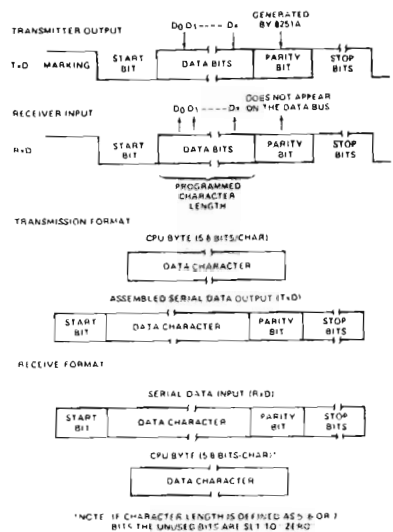 TRANSMITTER OUTPUT
D0 D1 ---- Dx
GENERATED
BY 8251A
TxD MARKING
START
BIT
DATA BITS
PARITY
BIT
STOP
BITS
RECEIVER INPUT
D0 D1 ---- Dx
DOES NOT APPEAR
ON THE DATA BUS
RxD
START
BIT
DATA BITS
PARITY
BIT
STOP
BITS
PROGRAMMED
CHARACTER
LENGTH
TRANSMISSION FORMAT
CPU BYTE (5-8 BITS/CHAR)
DATA CHARACTER
ASSEMBLED SERIAL DATA OUTPUT (TxD)
START
BIT
DATA CHARACTER
PARITY
BIT
STOP
BITS
RECEIVE FORMAT
SERIAL DATA INPUT (RxD)
START
BIT
DATA CHARACTER
PARITY
BIT
STOP
BITS
CPU BYTE (5-8 BITS/CHAR)*
DATA CHARACTER
*NOTE IF CHARACTER LENGTH IS DEFINED AS 5, 6 OR 7
BITS THE UNUSED BITS ARE SET TO "ZERO"